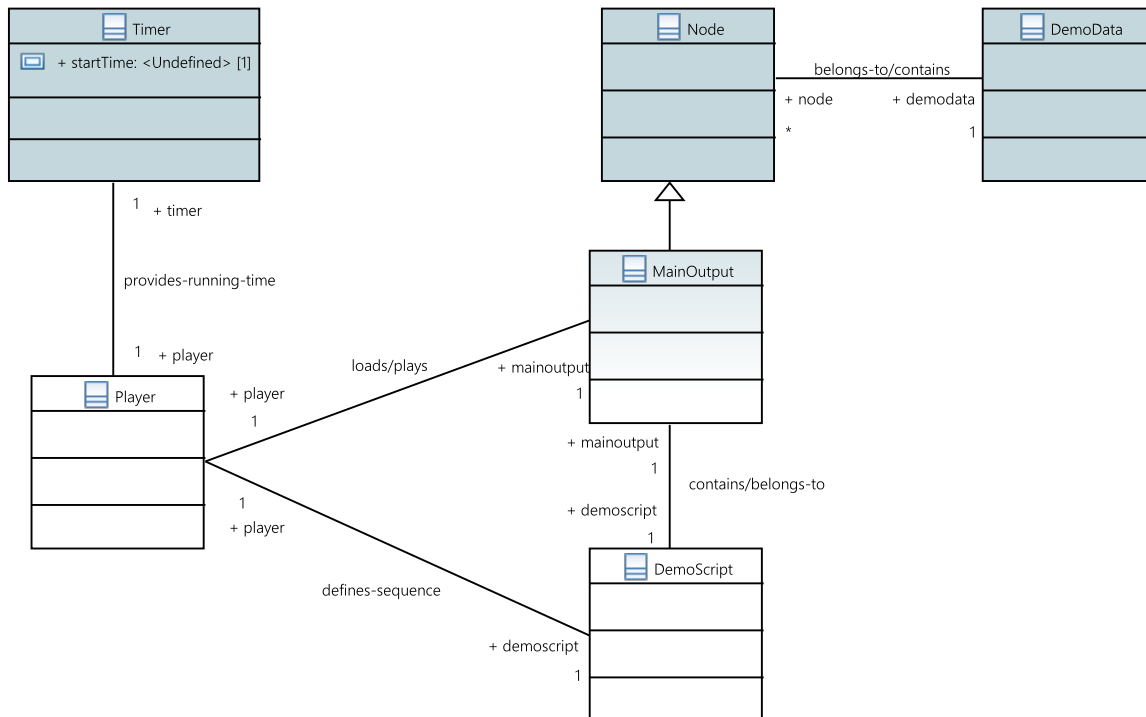 Timer
Node
DemoData
+ startTime: <Undefined> [1]
belongs-to/contains
+ node
+ demodata
*
1
1
+ timer
MainOutput
provides-running-time
1
+ player
loads/plays
+ mainoutput
Player
+ player
1
1
+ mainoutput
1
contains/belongs-to
1
+ player
+ demoscript
1
DemoScript
defines-sequence
+ demoscript
1